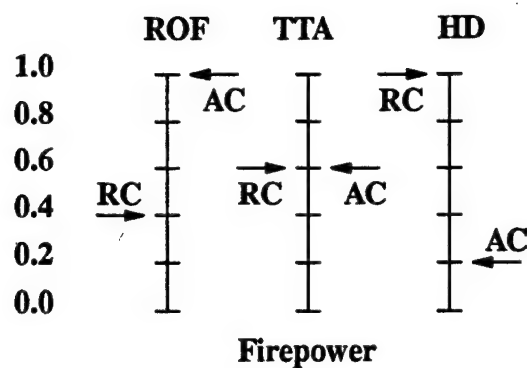 ROF TTA HD
1.0
AC RC
0.8
0.6
RC RC AC
0.4
AC
0.2
0.0
Firepower